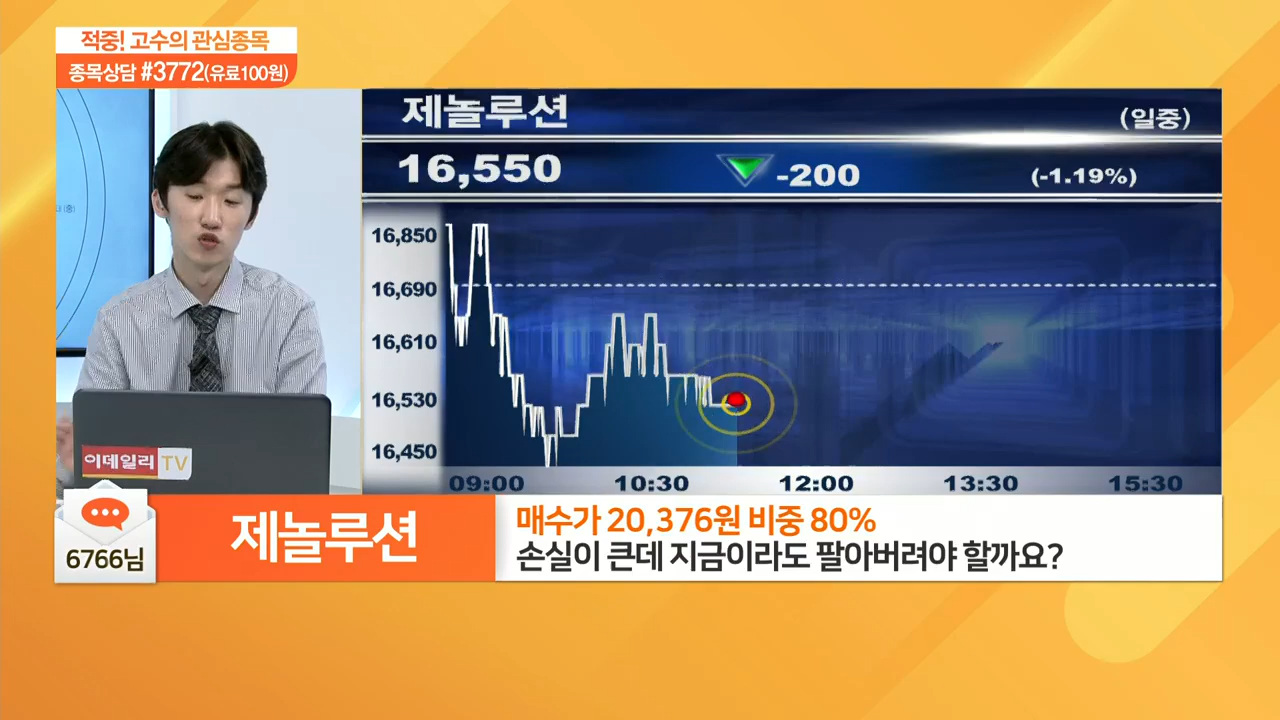 적중! 고수의 관심종목
종목상담 #3772(유료100원)
제놀루션
(일중)
16,550
-200
(-1.19%)
16,850
16,690
16,610
16,530
16,450
09:00
10:30
12:00
13:30
15:30
이데일리 TV
6766님
제놀루션
매수가 20,376원 비중 80%
손실이 큰데 지금이라도 팔아버려야 할까요?